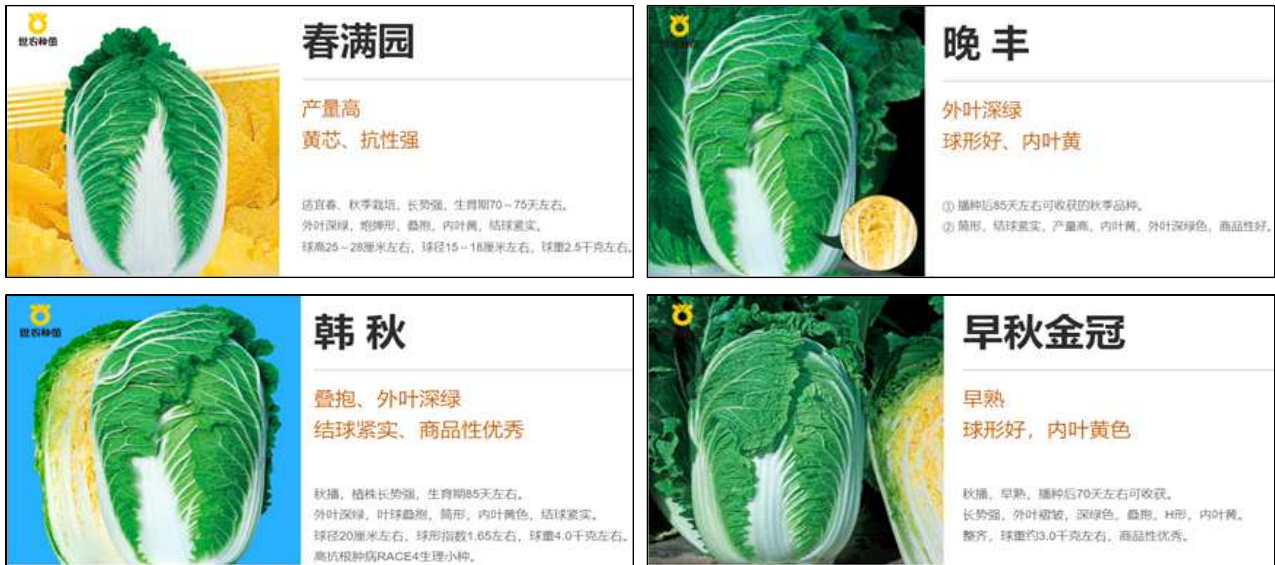 世农种苗
春满园
产量高
黄芯、抗性强
适宜春、秋季栽培，长势强，生育期70~75天左右。
外叶深绿，炮弹形，叠抱，内叶黄，结球紧实。
球高25~28厘米左右，球径15~18厘米左右，球重2.5千克左右。
晚 丰
外叶深绿
球形好、内叶黄
① 播种后85天左右可收获的秋季品种。
② 筒形，结球紧实，产量高，内叶黄，外叶深绿色，商品性好。
世农种苗
韩 秋
叠抱、外叶深绿
结球紧实、商品性优秀
秋播，植株长势强，生育期85天左右。
外叶深绿，叶球叠抱，筒形，内叶黄色，结球紧实。
球径20厘米左右，球形指数1.65左右，球重4.0千克左右。
高抗根肿病RACE4生理小种。
早秋金冠
早熟
球形好，内叶黄色
秋播，早熟，播种后70天左右可收获。
长势强，外叶褶皱，深绿色，叠抱，H形，内叶黄。
整齐，球重约3.0千克左右，商品性优秀。